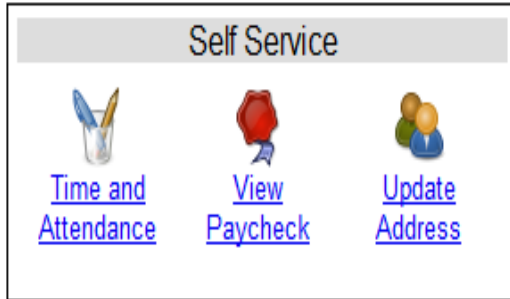 Self Service
Time and
Attendance
View
Paycheck
Update
Address